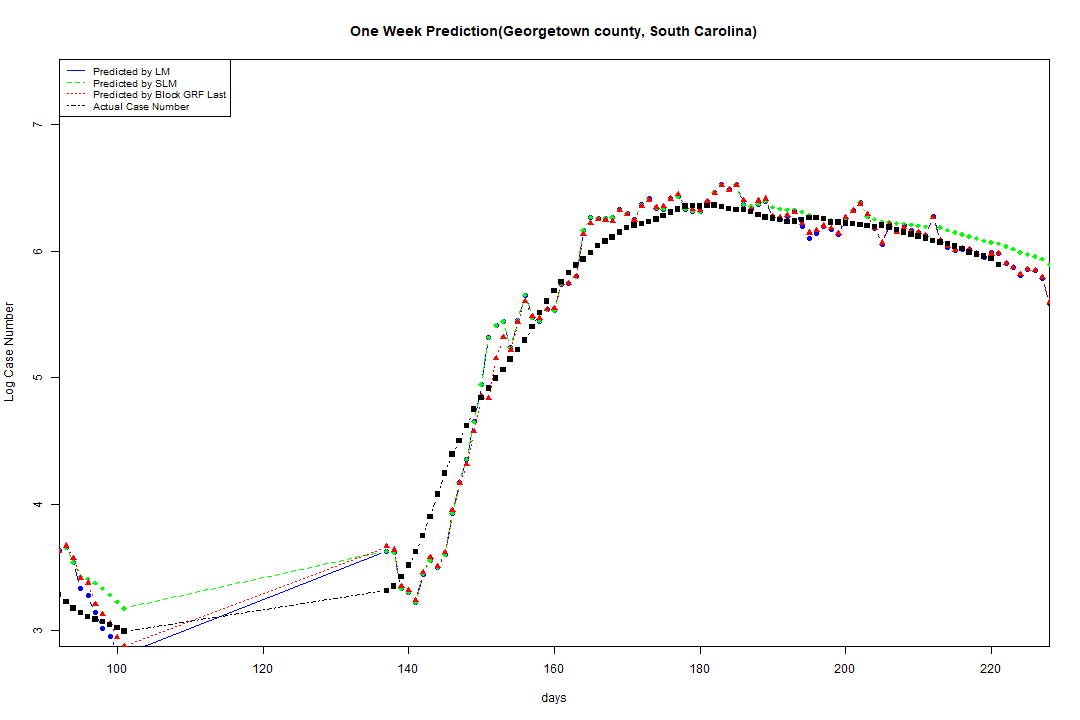 One Week Prediction(Georgetown county, South Carolina)
Predicted by LM
Predicted by SLM
Predicted by Block GRF Last
Actual Case Number
7
6
5
4
3
Log Case Number
100 120 140 160 180 200 220
days